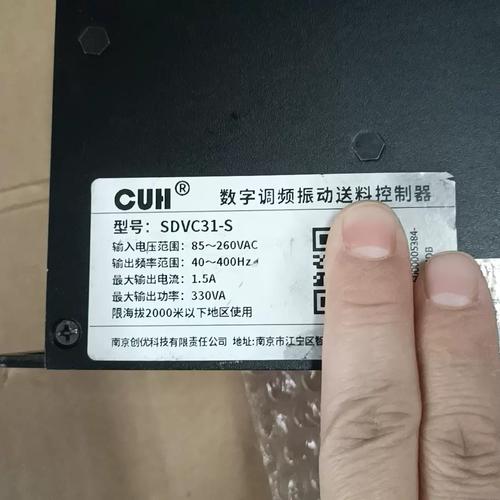 CUH® 数字调频振动送料控制器
型号: SDVC31-S
输入电压范围: 85～260VAC
输出频率范围: 40～400Hz
最大输出电流: 1.5A
最大输出功率: 330VA
限海拔2000米以下地区使用
南京创优科技有限责任公司 地址: 南京市江宁区